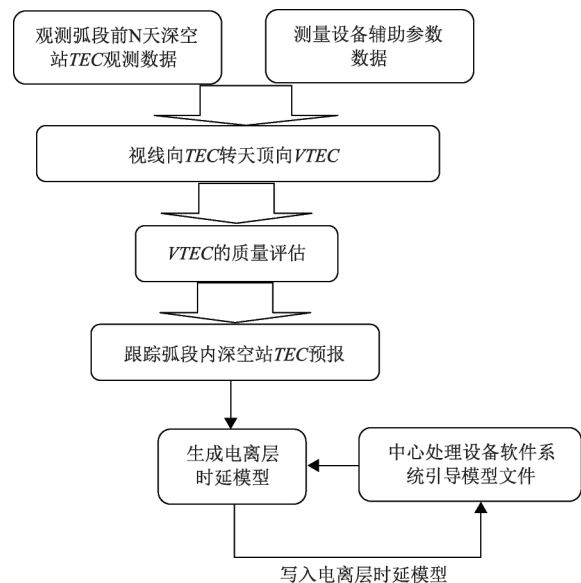 观测弧段前N天深空
站TEC观测数据
测量设备辅助参数
数据
视线向TEC转天顶向VTEC
VTEC的质量评估
跟踪弧段内深空站TEC预报
生成电离层
时延模型
中心处理设备软件系
统引导模型文件
写入电离层时延模型